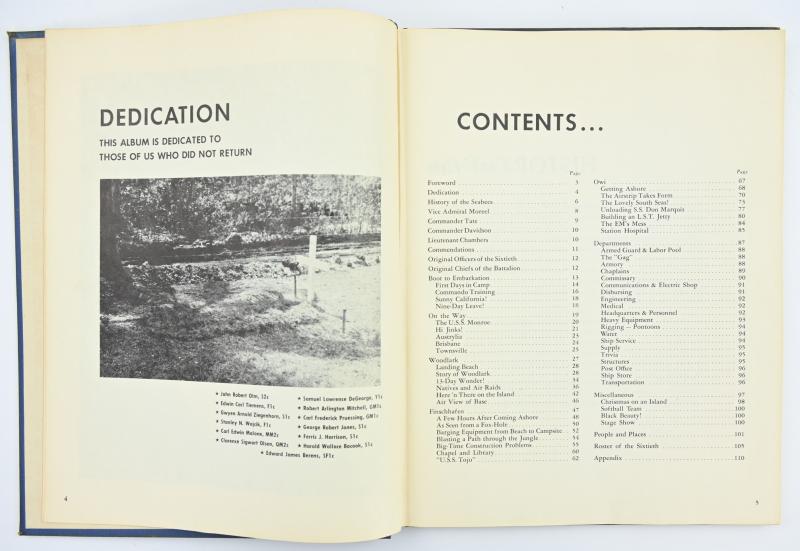 DEDICATION
THIS ALBUM IS DEDICATED TO
THOSE OF US WHO DID NOT RETURN
★ John Robert Olm, S2c
★ Edwin Carl Tiemens, F1c
★ Gwyen Arnold Ziegenhorn, S1c
★ Stanley N. Wojsik, F1c
★ Carl Edwin Malone, MM2c
★ Clarence Sigwart Olsen, QM2c
★ Samuel Lawrence DeGeorge, Y1c
★ Robert Arlington Mitchell, GM1c
★ Carl Frederick Pruessing, GM1c
★ George Robert Jones, S1c
★ Ferris J. Harrison, S1c
★ Harold Wallace Bocook, S1c
★ Edward James Berens, SF1c
4
CONTENTS...
Page
Foreword 3
Dedication 4
History of the Seabees 6
Vice Admiral Moreel 8
Commander Tate 9
Commander Davidson 10
Lieutenant Chambers 10
Commendations 11
Original Officers of the Sixtieth 12
Original Chiefs of the Battalion 12
Boot to Embarkation 13
First Days in Camp 14
Commando Training 16
Sunny California! 18
Nine-Day Leave! 18
On the Way 19
The U.S.S. Monroe 20
Hi Jinks! 21
Australia 23
Brisbane 24
Townsville 25
Woodlark 27
Landing Beach 28
Story of Woodlark 28
13-Day Wonder! 34
Natives and Air Raids 36
Here 'n There on the Island 42
Air View of Base 46
Finschhafen 47
A Few Hours After Coming Ashore 48
As Seen from a Fox-Hole 50
Barging Equipment from Beach to Campsite 52
Blasting a Path through the Jungle 54
Big-Time Construction Problems 55
Chapel and Library 60
"U.S.S. Tojo" 62
Page
Owi 67
Getting Ashore 68
The Airstrip Takes Form 70
The Lovely South Seas! 73
Unloading S.S. Don Marquis 77
Building an L.S.T. Jetty 80
The EM's Mess 84
Station Hospital 85
Departments 87
Armed Guard & Labor Pool 88
The "Gag" 88
Armory 88
Chaplains 89
Commissary 90
Communications & Electric Shop 91
Disbursing 91
Engineering 92
Medical 92
Headquarters & Personnel 92
Heavy Equipment 93
Rigging – Pontoons 94
Water 94
Ship Service 94
Supply 95
Trivia 95
Structures 95
Post Office 96
Ship Store 96
Transportation 96
Miscellaneous 97
Christmas on an Island 98
Softball Team 100
Black Beauty! 100
Stage Show 100
People and Places 101
Roster of the Sixtieth 105
Appendix 110
5